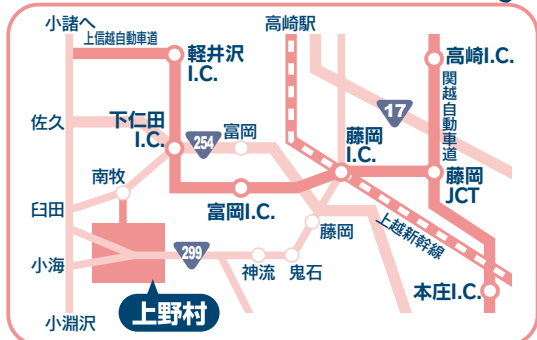 小諸へ
高崎駅
上信越自動車道
軽井沢
I.C.
高崎I.C.
関越自動車道
17
佐久
下仁田
I.C.
254
富岡
藤岡
I.C.
藤岡
JCT
南牧
富岡I.C.
臼田
藤岡
上越新幹線
299
小海
神流
鬼石
本庄I.C.
上野村
小淵沢